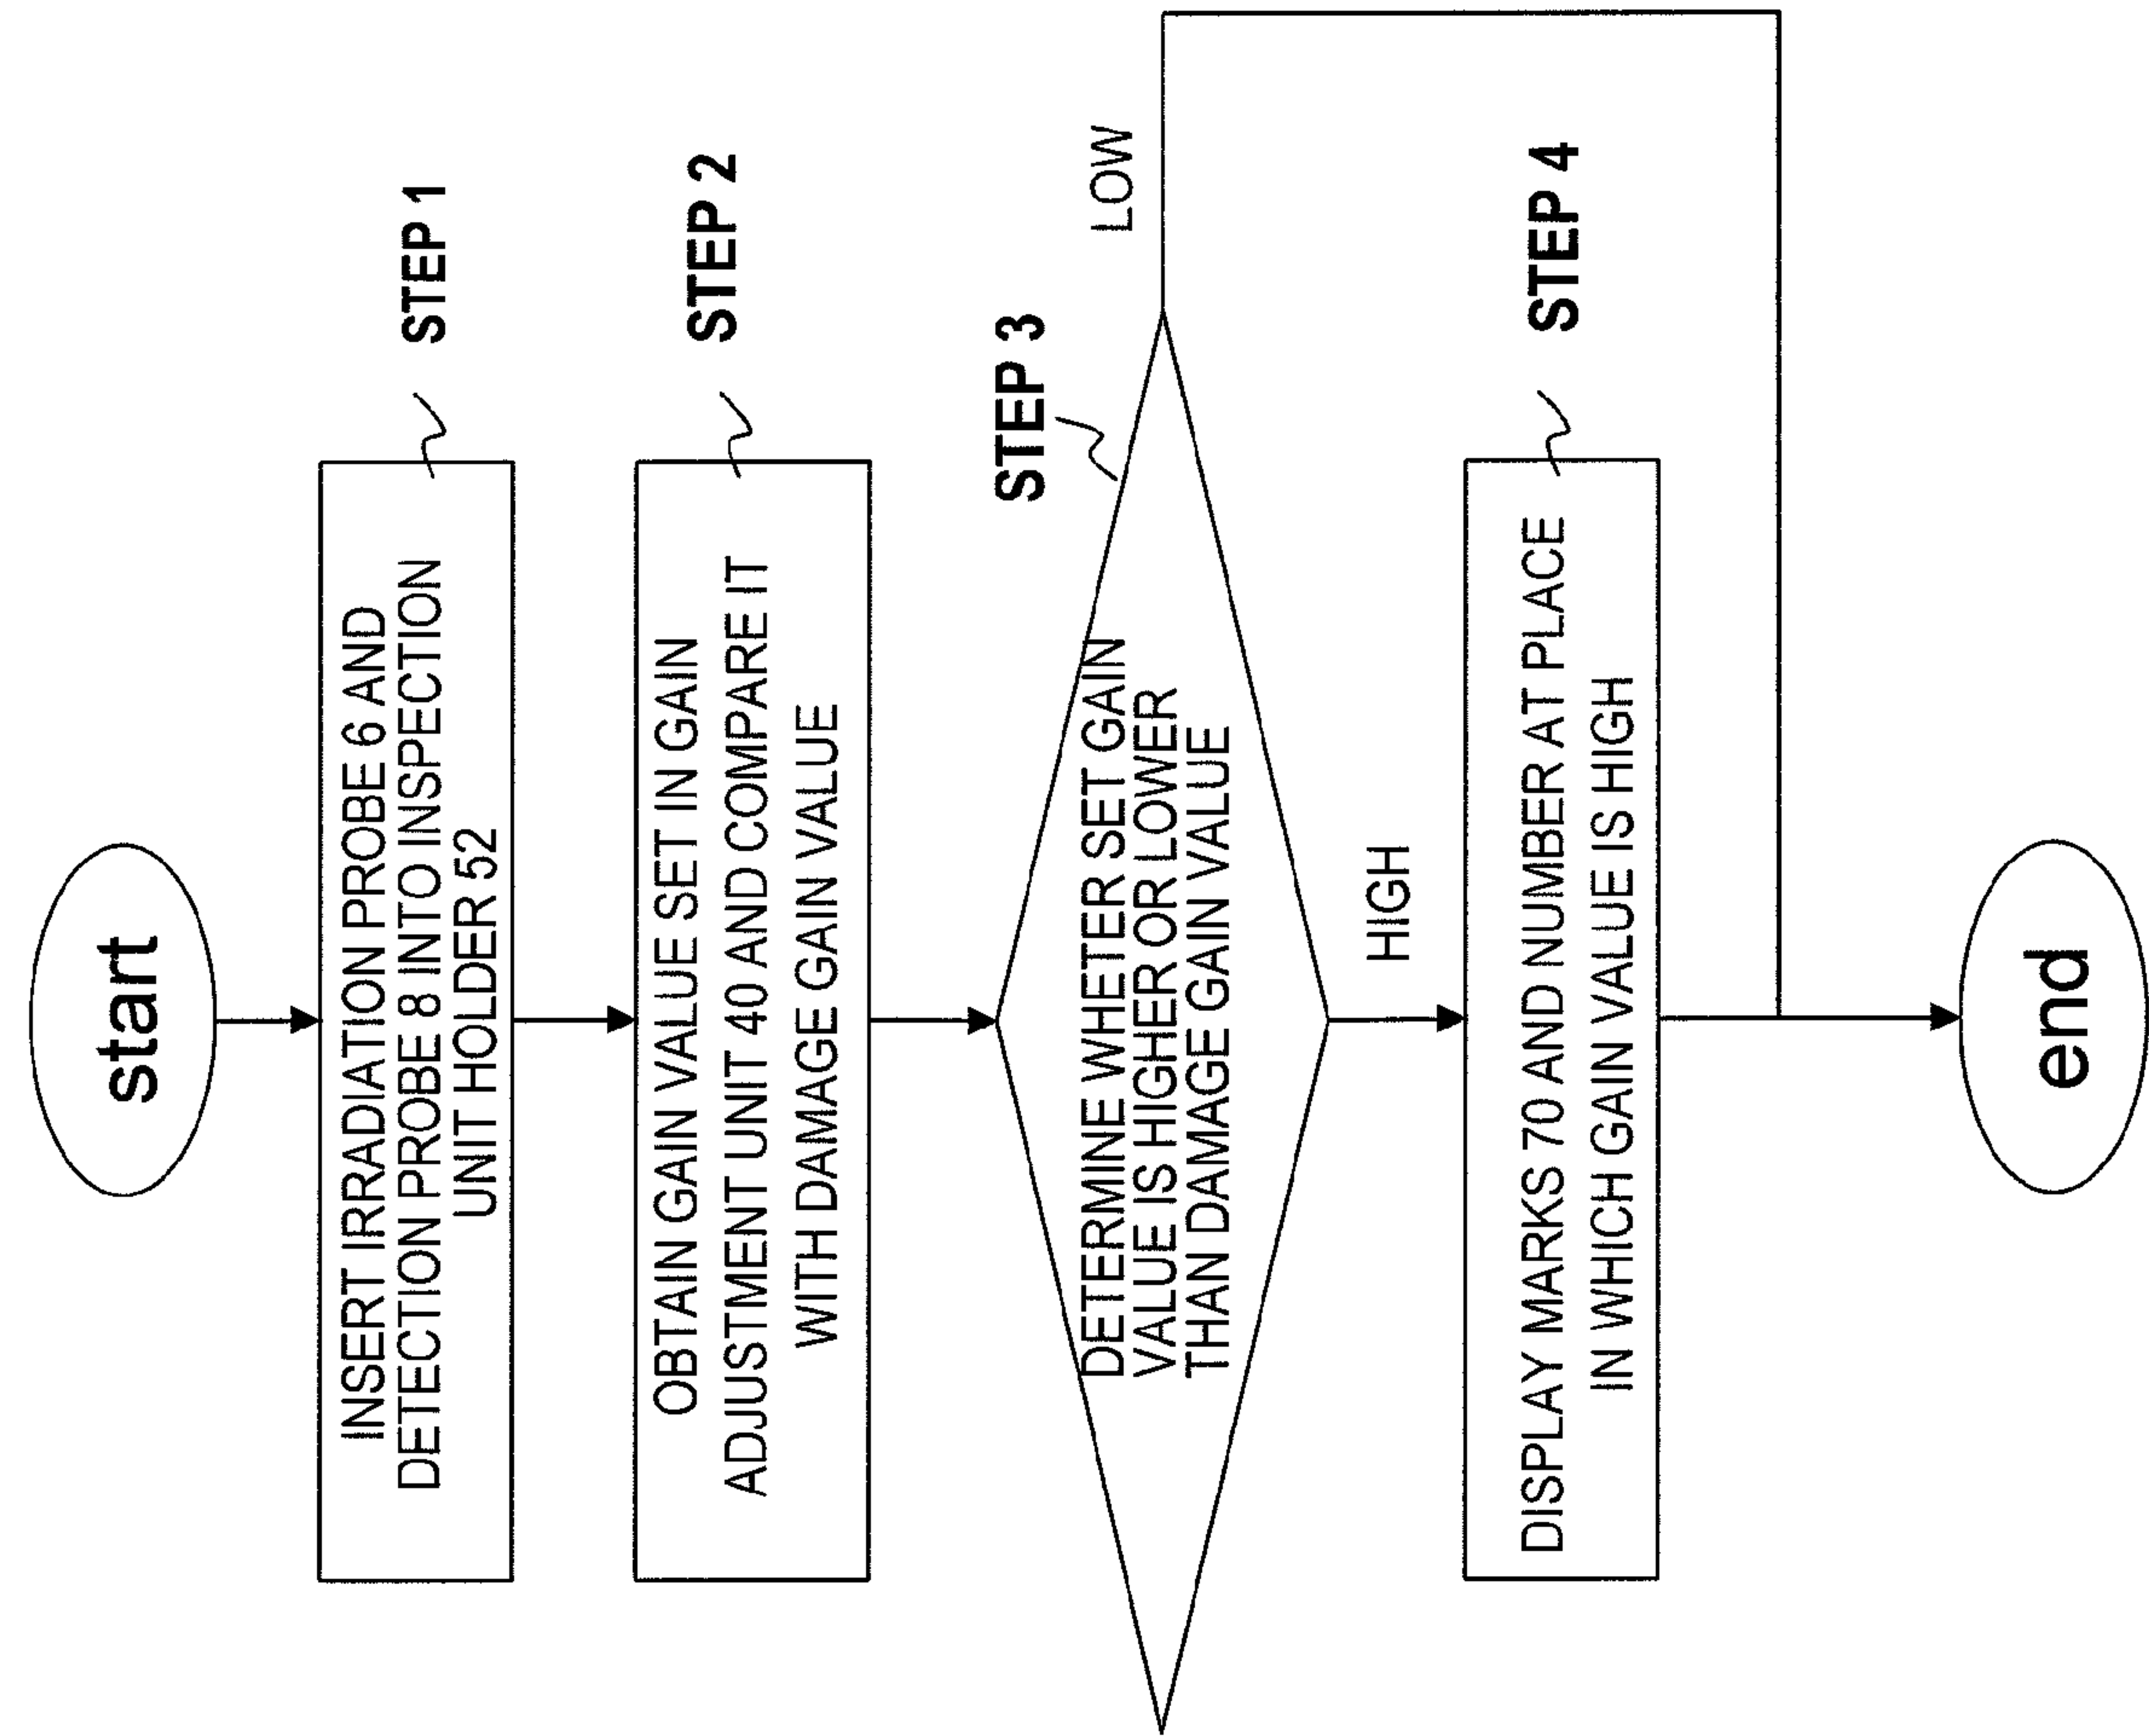 start
INSERT IRRADIATION PROBE 6 AND
DETECTION PROBE 8 INTO INSPECTION
UNIT HOLDER 52
STEP 1
OBTAIN GAIN VALUE SET IN GAIN
ADJUSTMENT UNIT 40 AND COMPARE IT
WITH DAMAGE GAIN VALUE
STEP 2
STEP 3
DETERMINE WHETER SET GAIN
VALUE IS HIGHER OR LOWER
THAN DAMAGE GAIN VALUE
LOW
HIGH
DISPLAY MARKS 70 AND NUMBER AT PLACE
IN WHICH GAIN VALUE IS HIGH
STEP 4
end